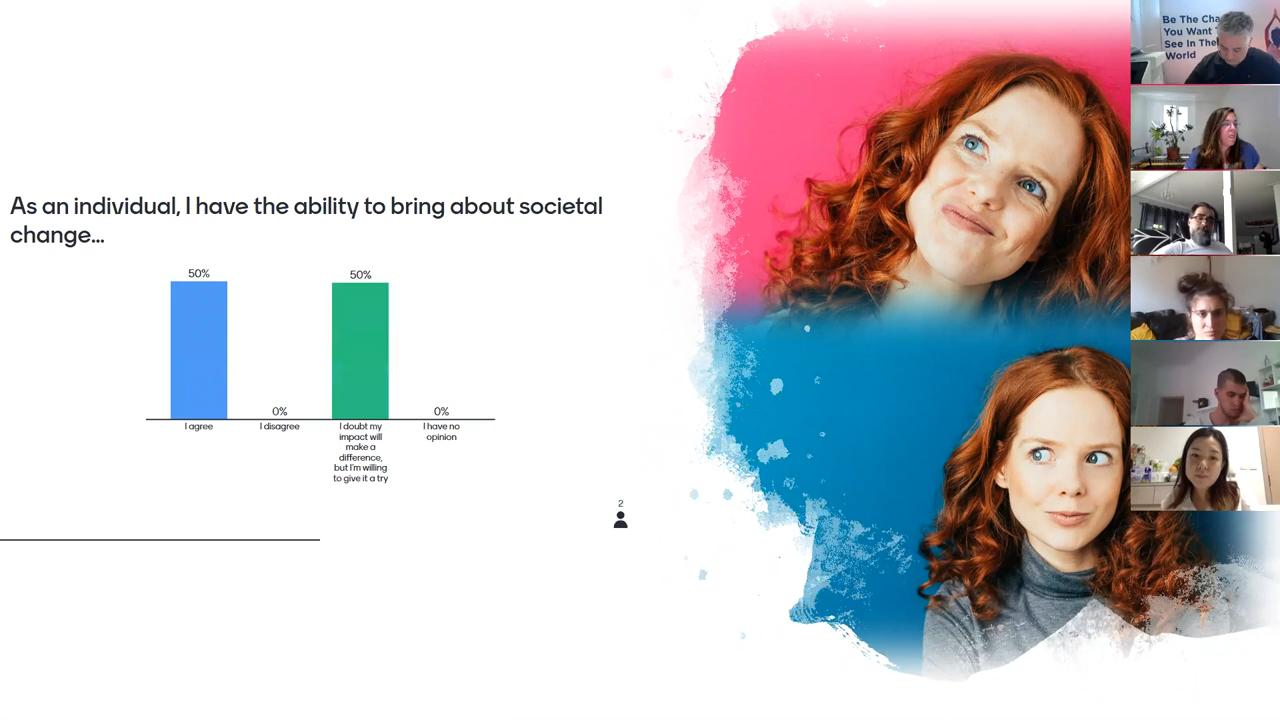 As an individual, I have the ability to bring about societal
change...
50%
0%
50%
0%
I agree
I disagree
I doubt my
impact will
make a
difference,
but I'm willing
to give it a try
I have no
opinion
2
Be The
You Want
See In The
World